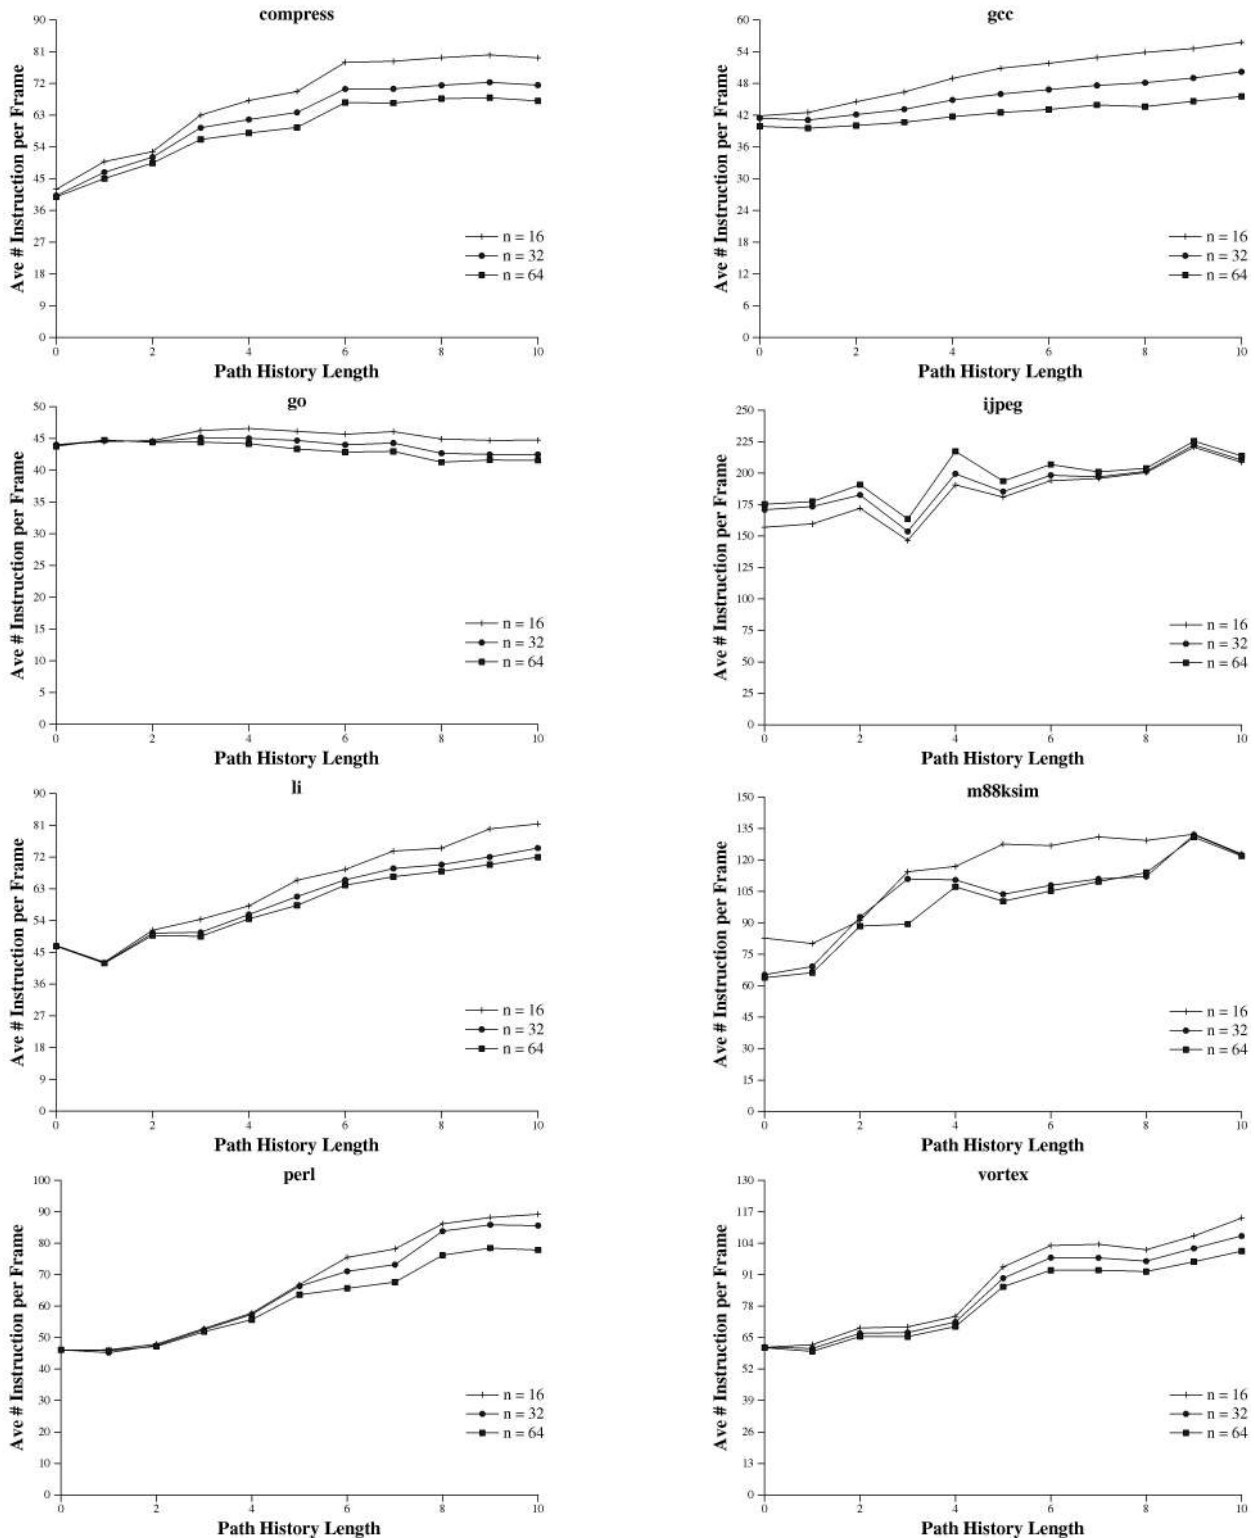 compress
90
81
72
63
54
45
36
27
18
9
0
Ave # Instruction per Frame
n = 16
n = 32
n = 64
0 2 4 6 8 10
Path History Length
gcc
60
54
48
42
36
30
24
18
12
6
0
Ave # Instruction per Frame
n = 16
n = 32
n = 64
0 2 4 6 8 10
Path History Length
go
50
45
40
35
30
25
20
15
10
5
0
Ave # Instruction per Frame
n = 16
n = 32
n = 64
0 2 4 6 8 10
Path History Length
ijpeg
250
225
200
175
150
125
100
75
50
25
0
Ave # Instruction per Frame
n = 16
n = 32
n = 64
0 2 4 6 8 10
Path History Length
li
90
81
72
63
54
45
36
27
18
9
0
Ave # Instruction per Frame
n = 16
n = 32
n = 64
0 2 4 6 8 10
Path History Length
m88ksim
150
135
120
105
90
75
60
45
30
15
0
Ave # Instruction per Frame
n = 16
n = 32
n = 64
0 2 4 6 8 10
Path History Length
perl
100
90
80
70
60
50
40
30
20
10
0
Ave # Instruction per Frame
n = 16
n = 32
n = 64
0 2 4 6 8 10
Path History Length
vortex
130
117
104
91
78
65
52
39
26
13
0
Ave # Instruction per Frame
n = 16
n = 32
n = 64
0 2 4 6 8 10
Path History Length